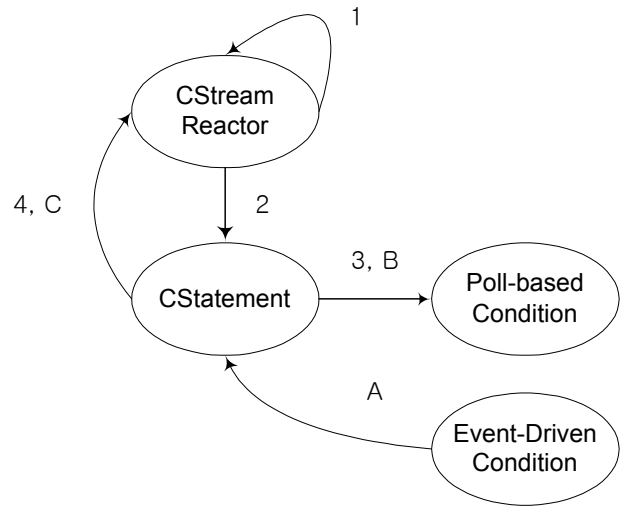 1
CStream
Reactor
4, C
2
3, B
CStatement
Poll-based
Condition
A
Event-Driven
Condition